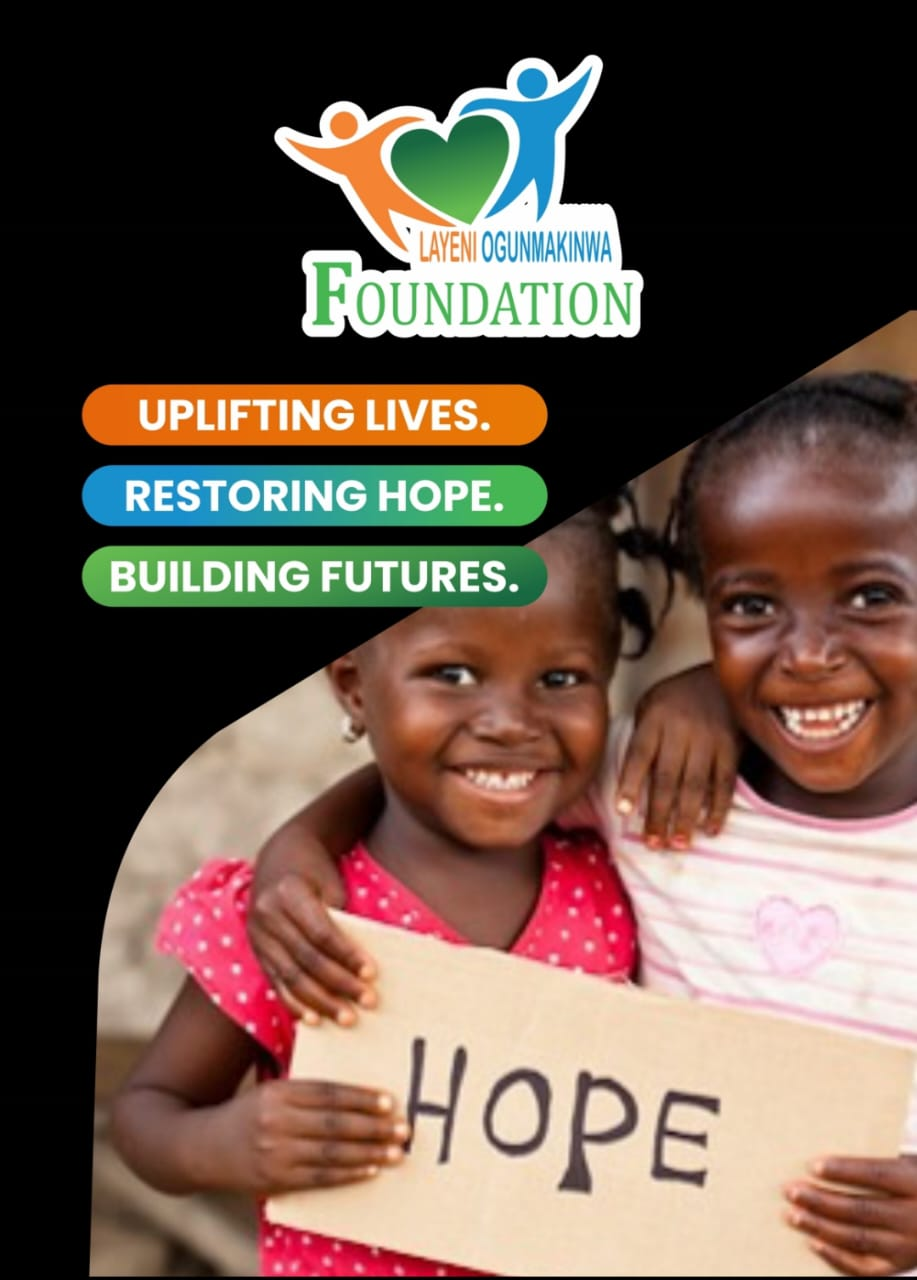 LAYENI OGUNMAKINWA
FOUNDATION
UPLIFTING LIVES.
RESTORING HOPE.
BUILDING FUTURES.
HOPE